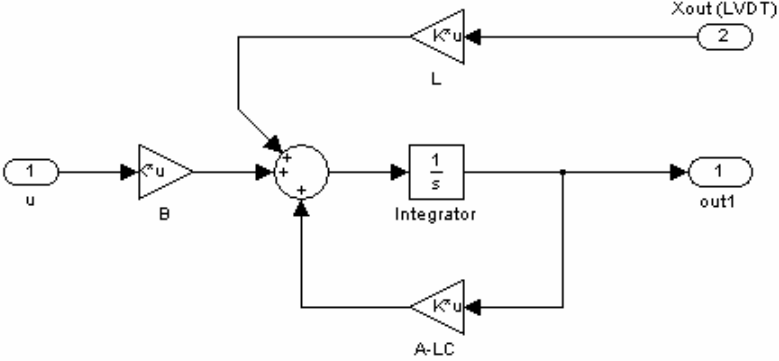 Xout (LVDT)
K*u
2
L
1
u
K*u
B
+
+
+
1
s
Integrator
1
out1
K*u
A-LC